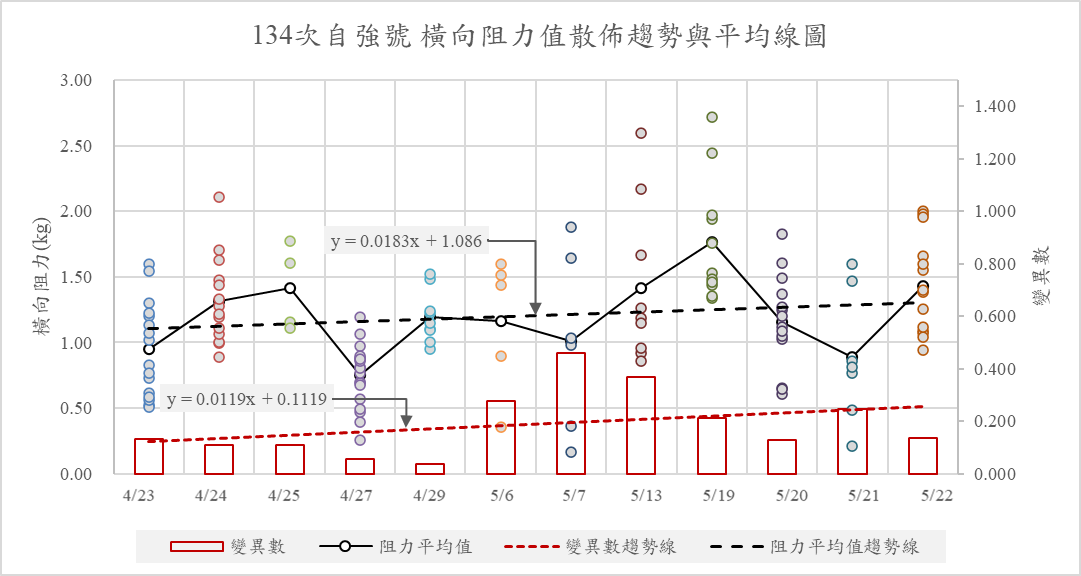 134次自強號 橫向阻力值散佈趨勢與平均線圖
3.00
2.50
2.00
1.50
1.00
0.50
0.00
橫向阻力(kg)
1.400
1.200
1.000
0.800
0.600
0.400
0.200
0.000
變異數
y = 0.0183x + 1.086
y = 0.0119x + 0.1119
4/23 4/24 4/25 4/27 4/29 5/6 5/7 5/13 5/19 5/20 5/21 5/22
變異數 阻力平均值 變異數趨勢線 阻力平均值趨勢線